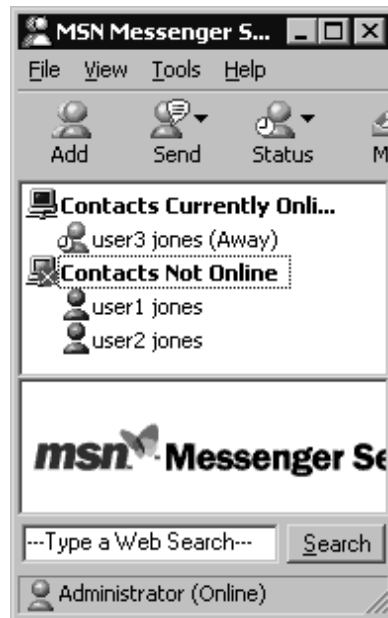 MSN Messenger S...
File View Tools Help
Add Send Status M
Contacts Currently Onli...
user3 jones (Away)
Contacts Not Online
user1 jones
user2 jones
msn Messenger Se
---Type a Web Search--- Search
Administrator (Online)